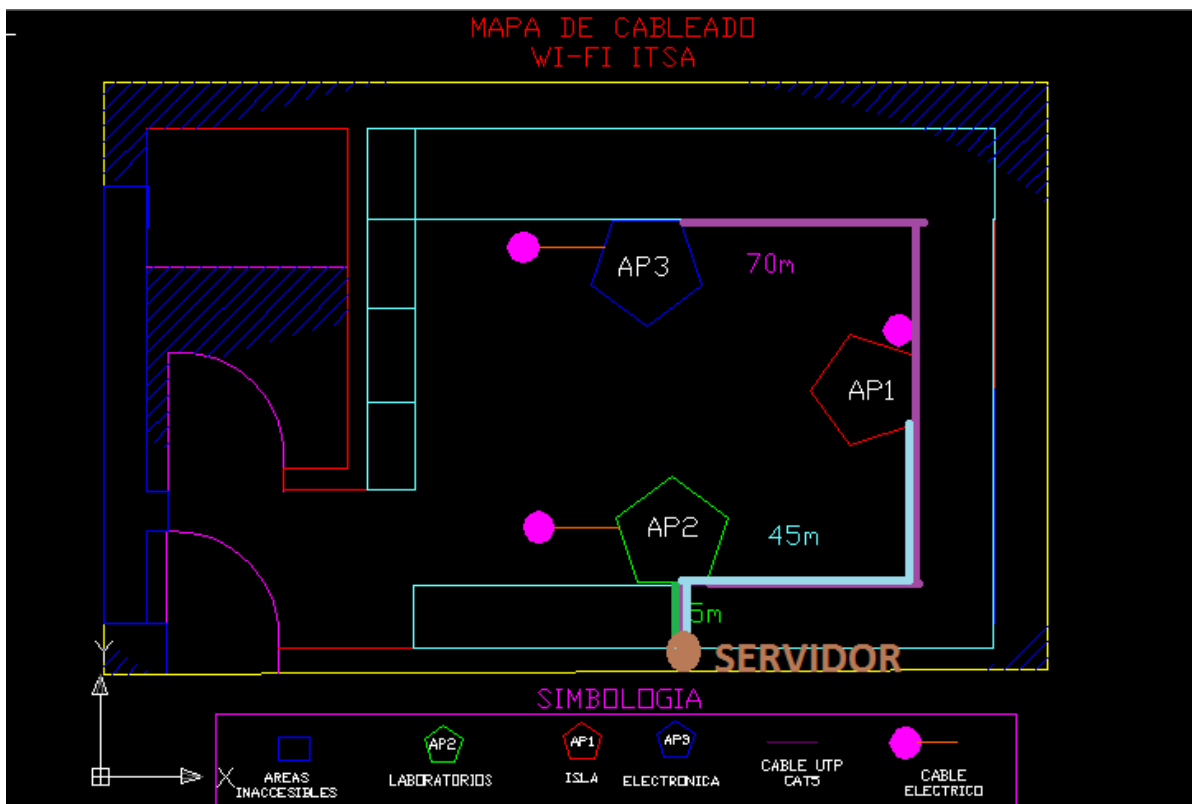 MAPA DE CABLEADO
WI-FI ITSA
AP3
70m
AP1
AP2
45m
5m
SERVIDOR
Y
SIMBOLOGIA
AP2
AP1
AP3
X
AREAS
INACCESIBLES
LABORATORIOS
ISLA
ELECTRONICA
CABLE UTP
CAT5
CABLE
ELECTRICO